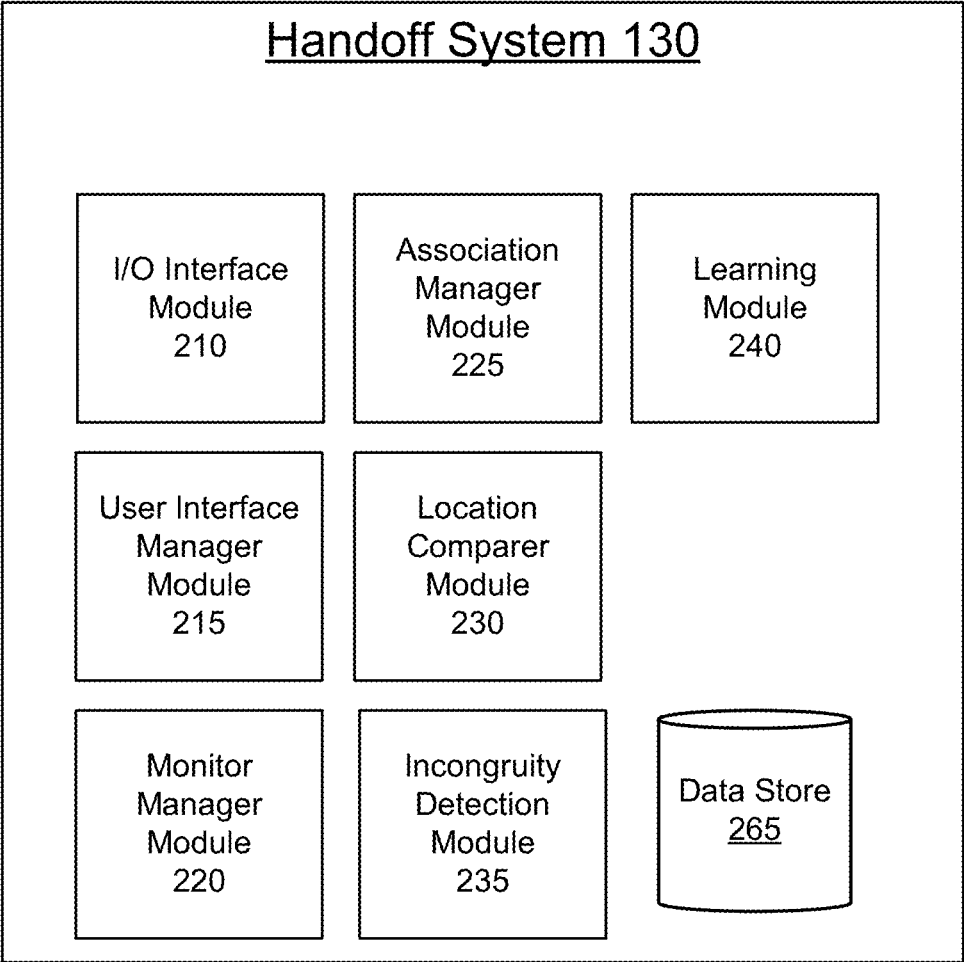 Handoff System 130
I/O Interface
Module
210
Association
Manager
Module
225
Learning
Module
240
User Interface
Manager
Module
215
Location
Comparer
Module
230
Monitor
Manager
Module
220
Incongruity
Detection
Module
235
Data Store
265